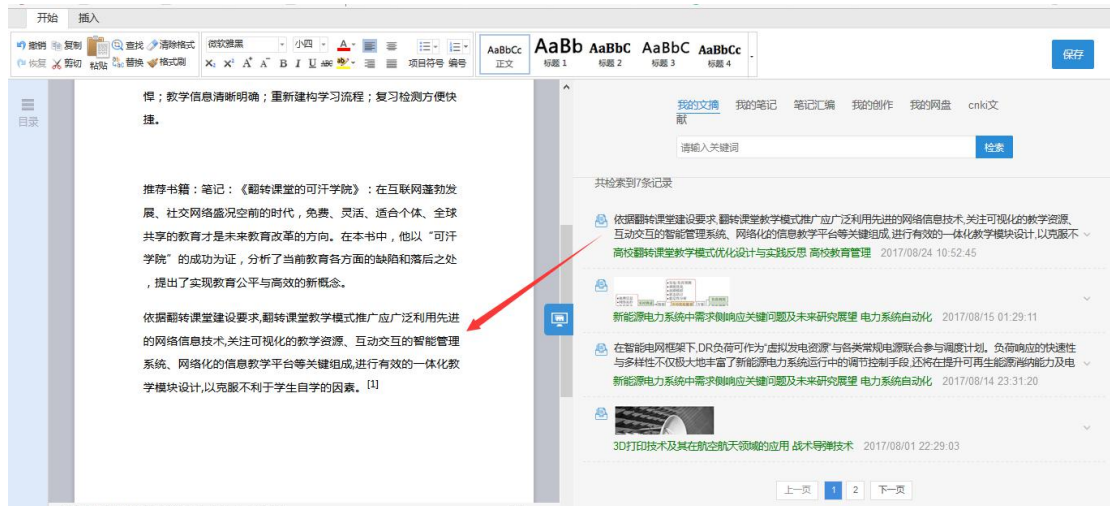 开始 插入
撤销 复制 查找 清除格式 微软雅黑 小四 A
恢复 剪切 粘贴 替换 格式刷 X₂ X² A A B I U abc 项目符号 编号
AaBbCc AaBb AaBbC AaBbC AaBbCc
正文 标题 1 标题 2 标题 3 标题 4
保存
目录
悍；教学信息清晰明确；重新建构学习流程；复习检测方便快
捷。
推荐书籍：笔记：《翻转课堂的可汗学院》：在互联网蓬勃发
展、社交网络盛况空前的时代，免费、灵活、适合个体、全球
共享的教育才是未来教育改革的方向。在本书中，他以“可汗
学院”的成功为证，分析了当前教育各方面的缺陷和落后之处
，提出了实现教育公平与高效的新概念。
依据翻转课堂建设要求,翻转课堂教学模式推广应广泛利用先进
的网络信息技术,关注可视化的教学资源、互动交互的智能管理
系统、网络化的信息教学平台等关键组成,进行有效的一体化教
学模块设计,以克服不利于学生自学的因素。[1]
我的文摘 我的笔记 笔记汇编 我的创作 我的网盘 cnki文
献
请输入关键词 检索
共检索到7条记录
依据翻转课堂建设要求,翻转课堂教学模式推广应广泛利用先进的网络信息技术,关注可视化的教学资源、
互动交互的智能管理系统、网络化的信息教学平台等关键组成,进行有效的一体化教学模块设计,以克服不
高校翻转课堂教学模式优化设计与实践反思 高校教育管理 2017/08/24 10:52:45
新能源电力系统中需求侧响应关键问题及未来研究展望 电力系统自动化 2017/08/15 01:29:11
在智能电网框架下,DR负荷可作为“虚拟发电资源”与各类常规电源联合参与调度计划。负荷响应的快速性
与多样性不仅极大地丰富了新能源电力系统运行中的调节控制手段,还将在提升可再生能源消纳能力及电
新能源电力系统中需求侧响应关键问题及未来研究展望 电力系统自动化 2017/08/14 23:31:20
3D打印技术及其在航空航天领域的应用 战术导弹技术 2017/08/01 22:29:03
上一页 1 2 下一页